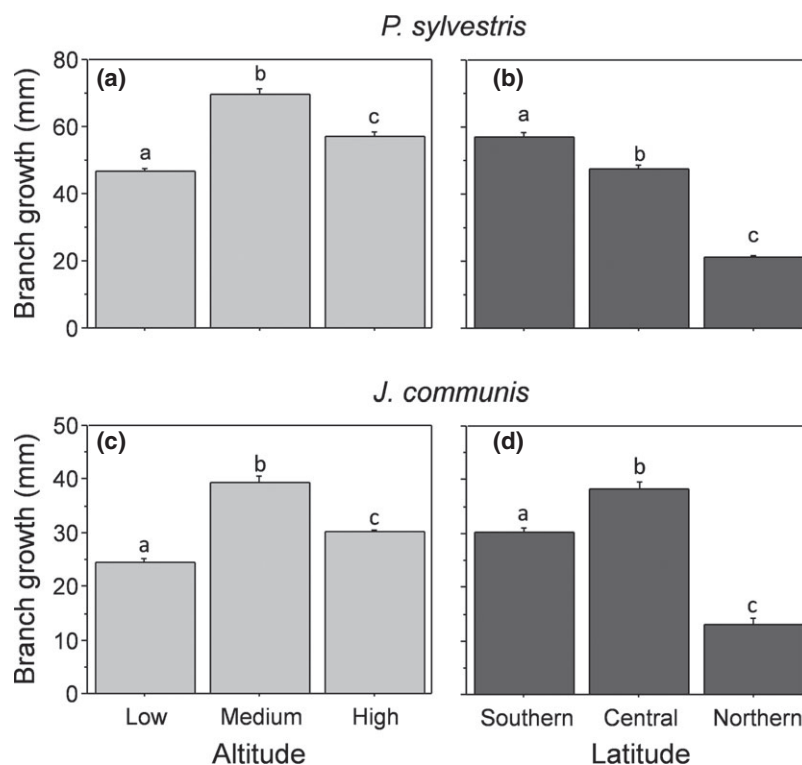 P. sylvestris
(a)
(b)
Branch growth (mm)
80
60
40
20
0
a
b
c
a
b
c
J. communis
(c)
(d)
Branch growth (mm)
50
40
30
20
10
0
a
b
c
a
b
c
Low Medium High
Southern Central Northern
Altitude
Latitude